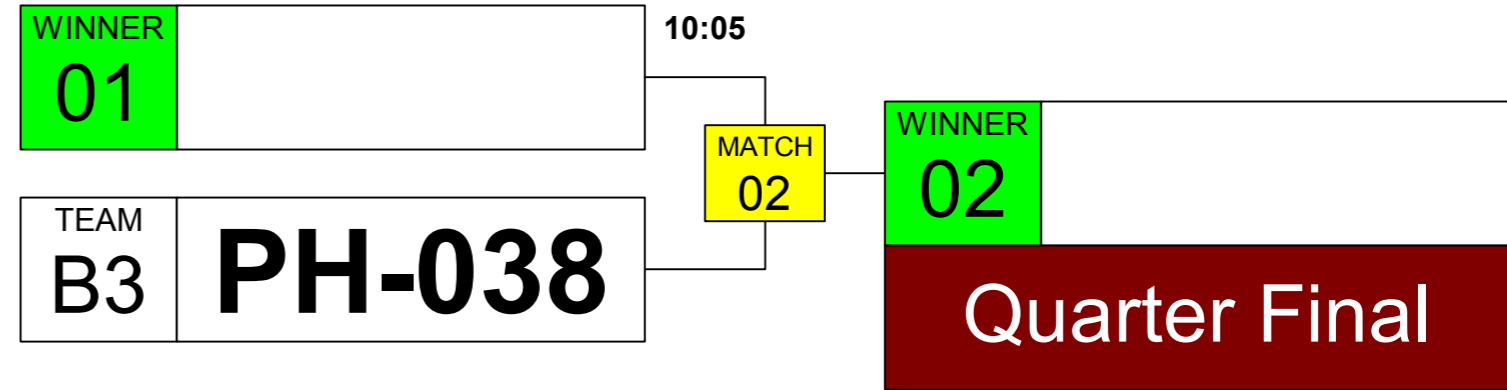 WINNER
01
10:05
TEAM
B3
PH-038
MATCH
02
WINNER
02
Quarter Final